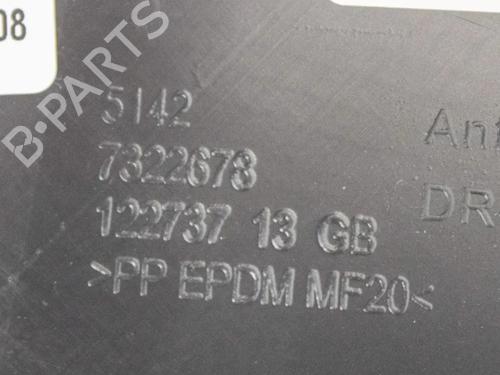 08
5142
7322678
122737 13 GB
>PP EPDM MF20<
An
DR
B-Parts